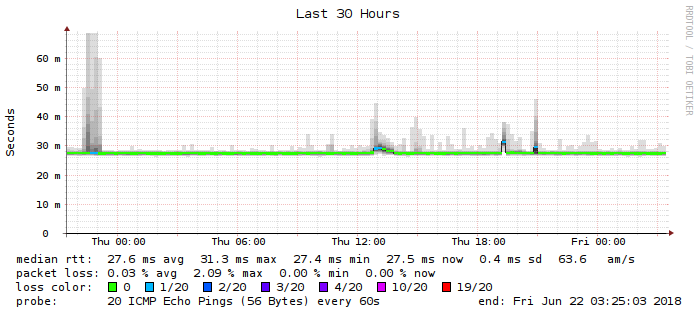 Last 30 Hours
RRDTOOL / TOBI OETIKER
Seconds
60 m
50 m
40 m
30 m
20 m
10 m
0
Thu 00:00 Thu 06:00 Thu 12:00 Thu 18:00 Fri 00:00
median rtt: 27.6 ms avg 31.3 ms max 27.4 ms min 27.5 ms now 0.4 ms sd 63.6 am/s
packet loss: 0.03 % avg 2.09 % max 0.00 % min 0.00 % now
loss color: 0 1/20 2/20 3/20 4/20 10/20 19/20
probe: 20 ICMP Echo Pings (56 Bytes) every 60s end: Fri Jun 22 03:25:03 2018